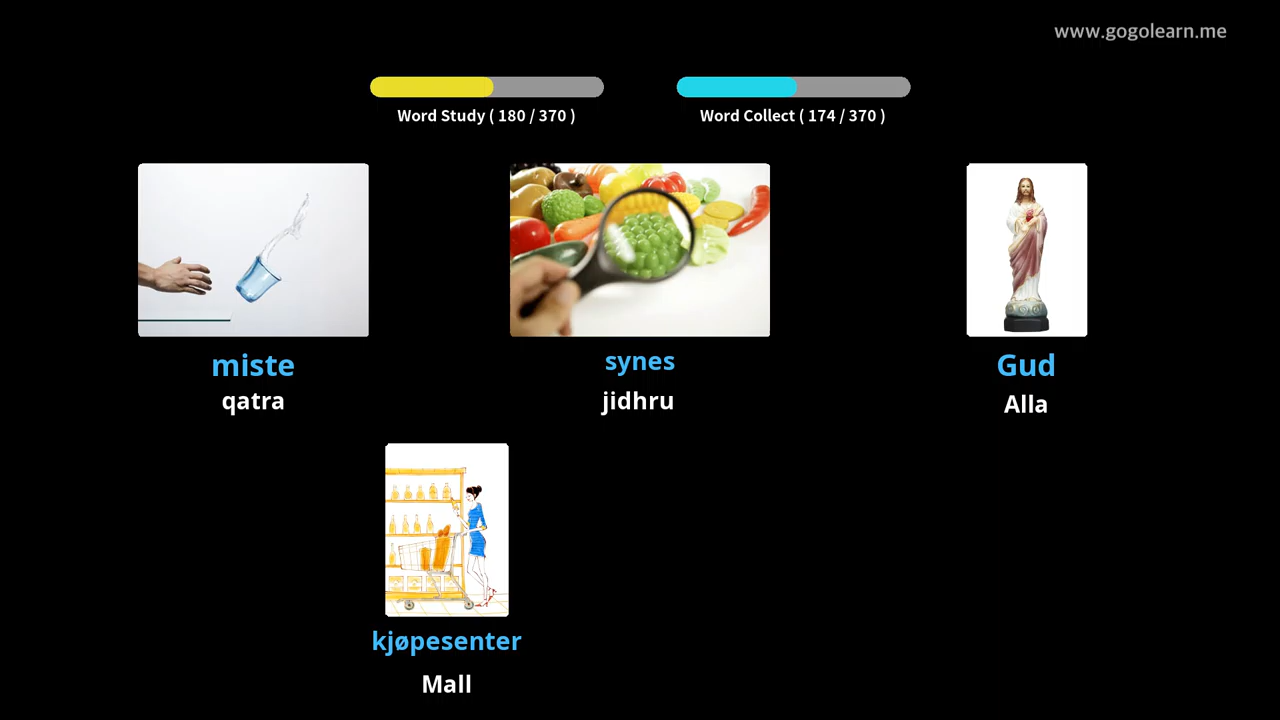 www.gogolearn.me
Word Study ( 180 / 370 )
Word Collect ( 174 / 370 )
miste
qatra
synes
jidhru
Gud
Alla
kjøpesenter
Mall